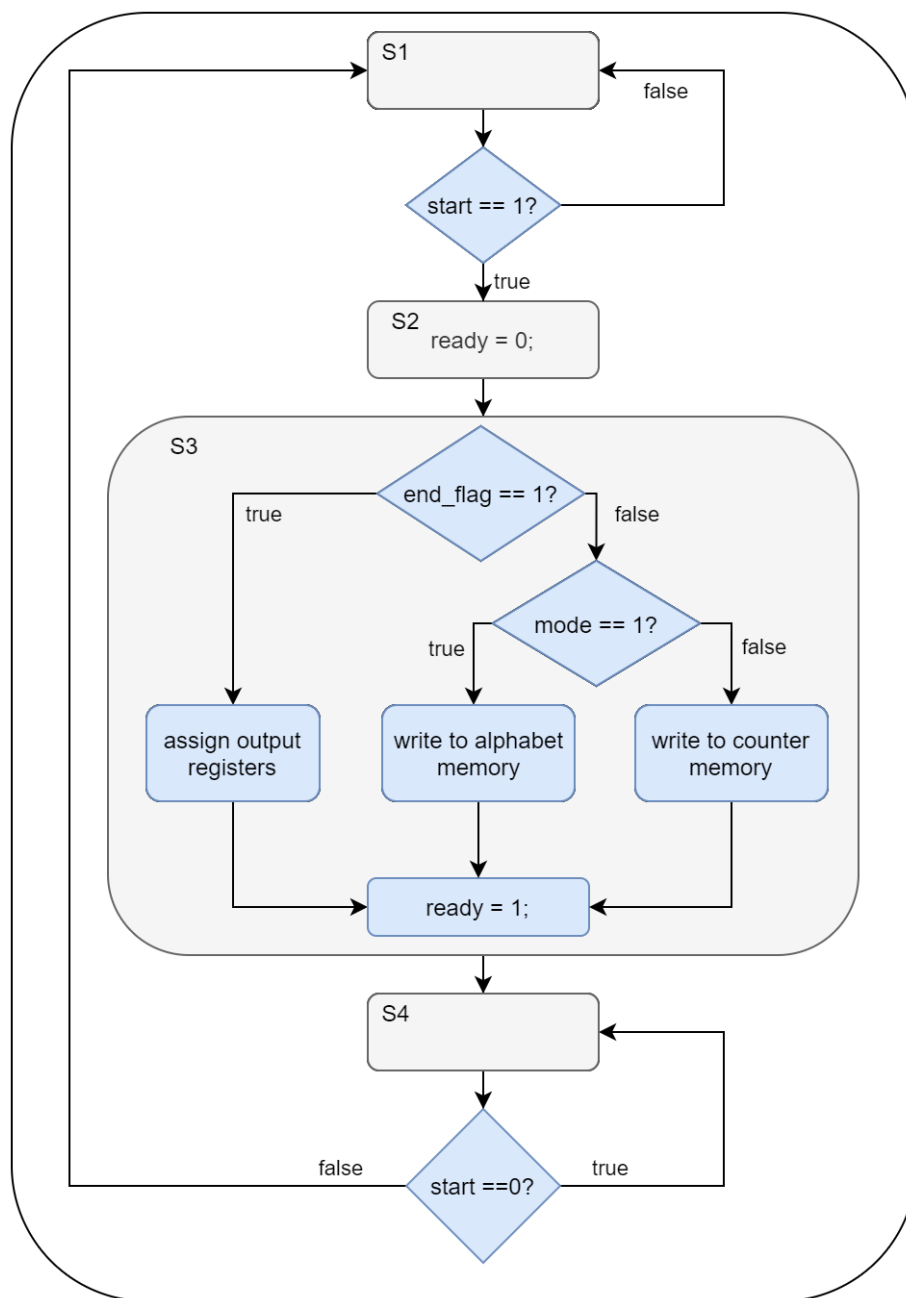 S1
false
start == 1?
true
S2
ready = 0;
S3
end_flag == 1?
true
false
mode == 1?
true
false
assign output
registers
write to alphabet
memory
write to counter
memory
ready = 1;
S4
false
true
start ==0?